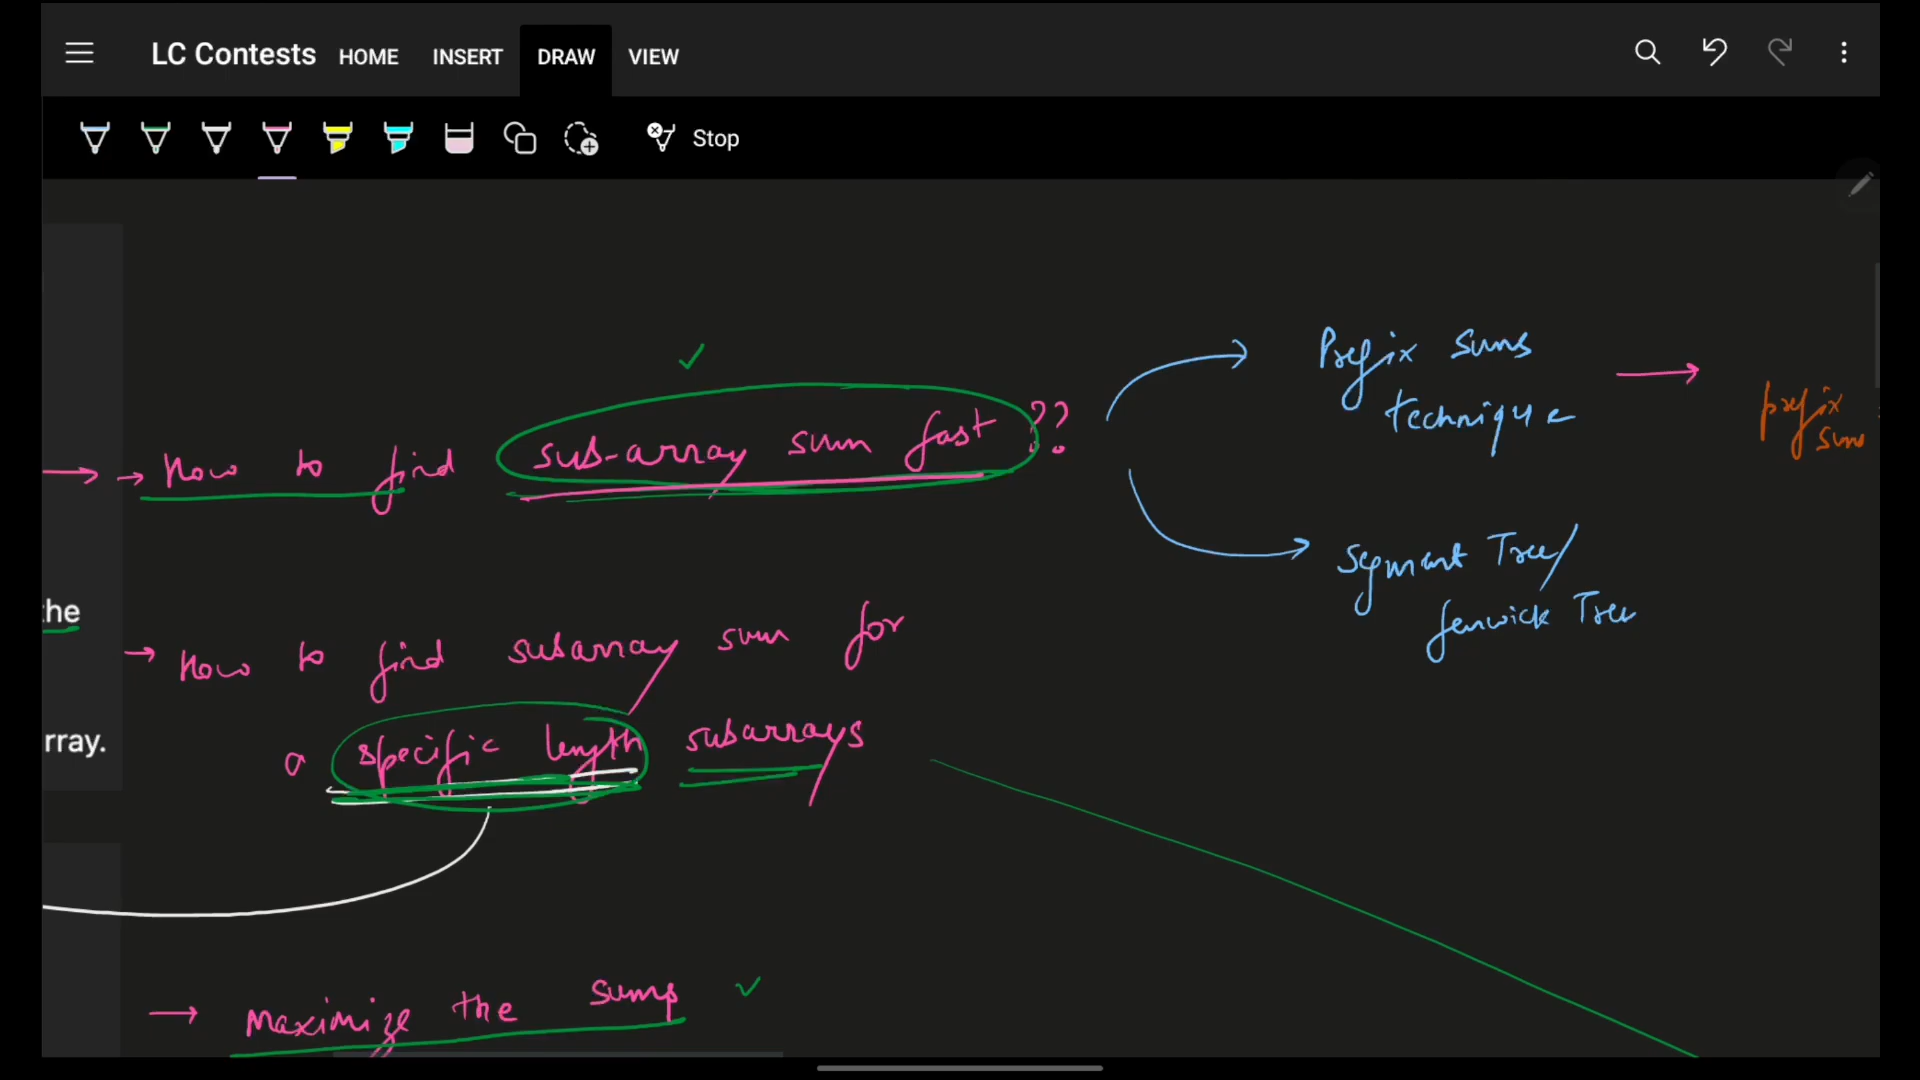 LC Contests HOME INSERT DRAW VIEW
Stop
→ → How to find sub-array sum fast ??
Prefix Sums
technique →
prefix
sum
Segment Tree/
fenwick Tree
the
→ How to find subarray sum for
a specific length subarrays
rray.
→ Maximize the sums ✓